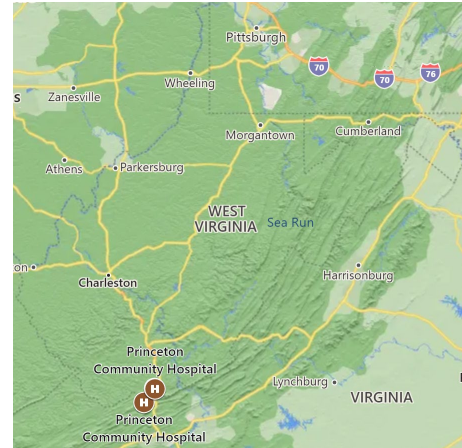 Pittsburgh
70
76
70
Wheeling
Zanesville
Morgantown
Cumberland
Athens
Parkersburg
WEST
VIRGINIA
Sea Run
Harrisonburg
Charleston
Princeton
Community Hospital
H
H
Lynchburg
VIRGINIA
Princeton
Community Hospital